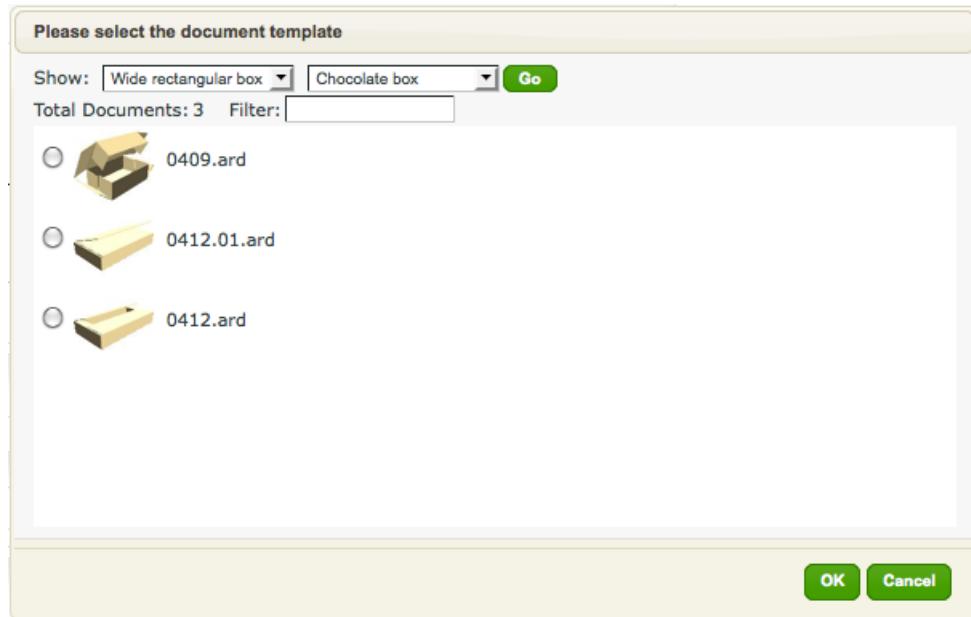 Please select the document template
Show: Wide rectangular box Chocolate box Go
Total Documents: 3 Filter:
0409.ard
0412.01.ard
0412.ard
OK Cancel